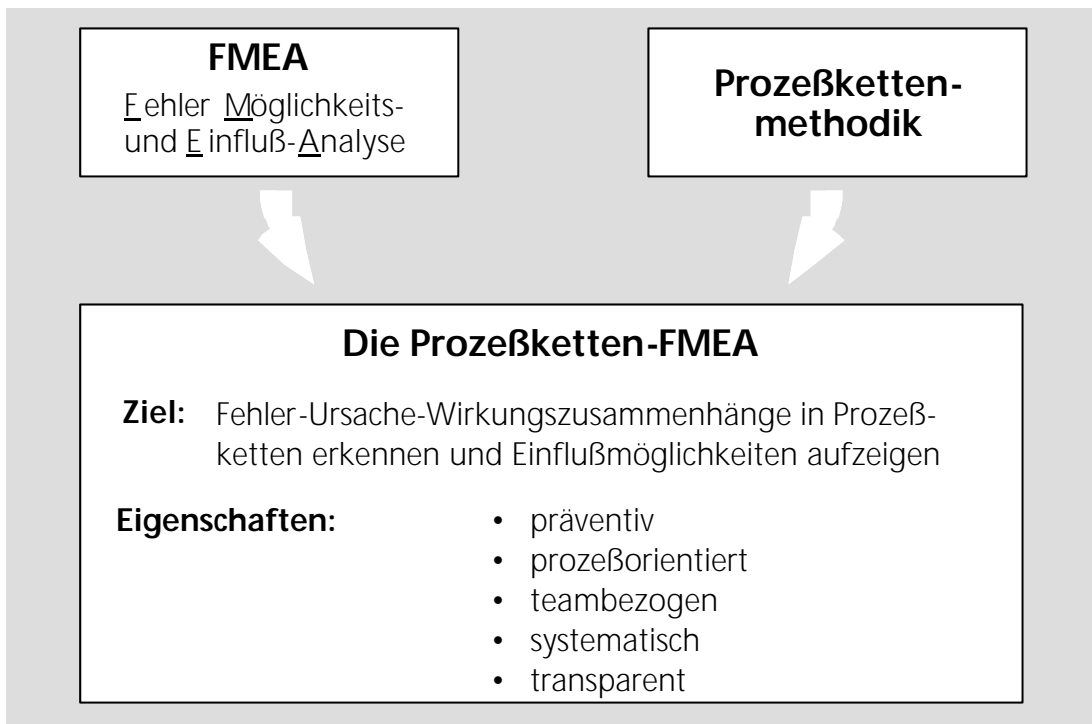 FMEA
Fehler Möglichkeits-
und Einfluß-Analyse
Prozeßketten-
methodik
Die Prozeßketten-FMEA
Ziel: Fehler-Ursache-Wirkungszusammenhänge in Prozeß-
ketten erkennen und Einflußmöglichkeiten aufzeigen
Eigenschaften: • präventiv
• prozeßorientiert
• teambezogen
• systematisch
• transparent